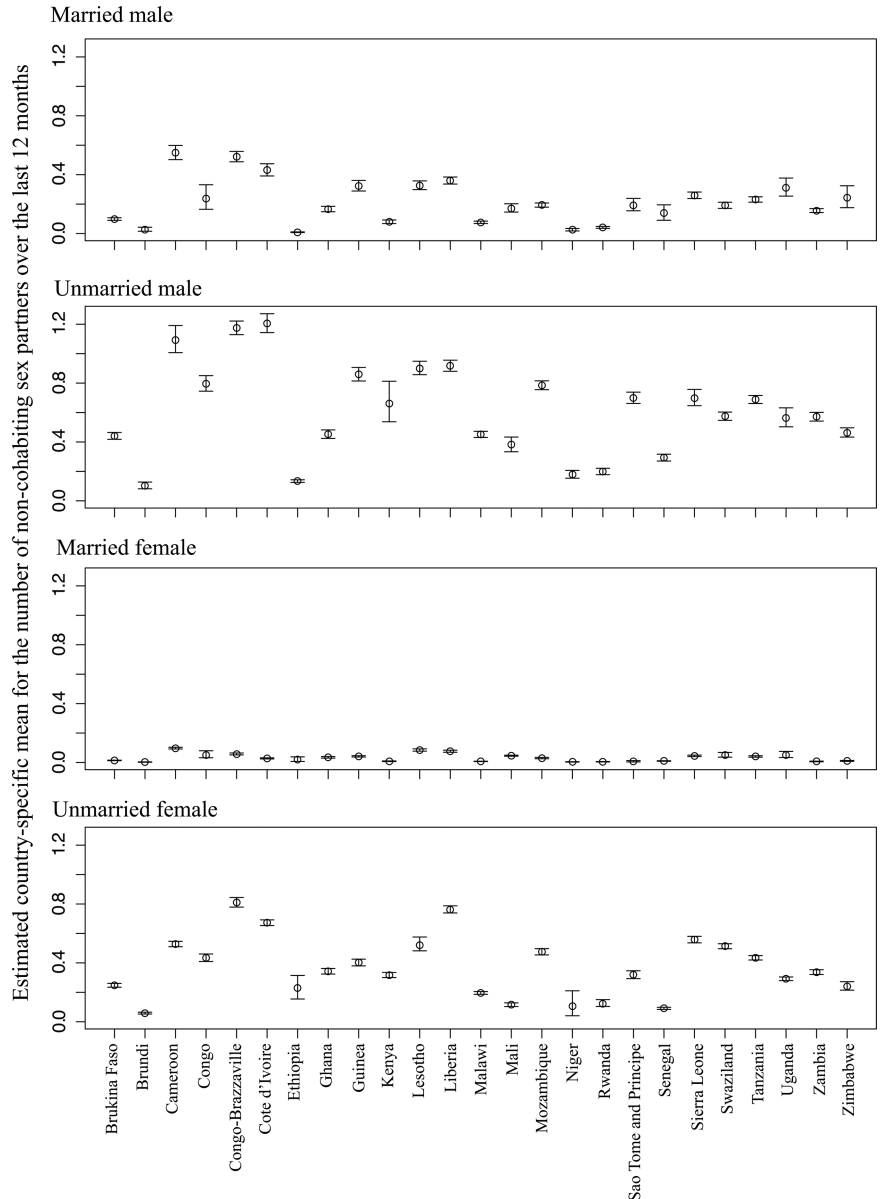 Married male
1.2
0.8
0.4
0.0
Unmarried male
1.2
0.8
0.4
0.0
Married female
1.2
0.8
0.4
0.0
Unmarried female
1.2
0.8
0.4
0.0
Estimated country-specific mean for the number of non-cohabiting sex partners over the last 12 months
Brukina Faso
Brundi
Cameroon
Congo
Congo-Brazzaville
Cote d'Ivoire
Ethiopia
Ghana
Guinea
Kenya
Lesotho
Liberia
Malawi
Mali
Mozambique
Niger
Rwanda
Sao Tome and Principe
Senegal
Sierra Leone
Swaziland
Tanzania
Uganda
Zambia
Zimbabwe